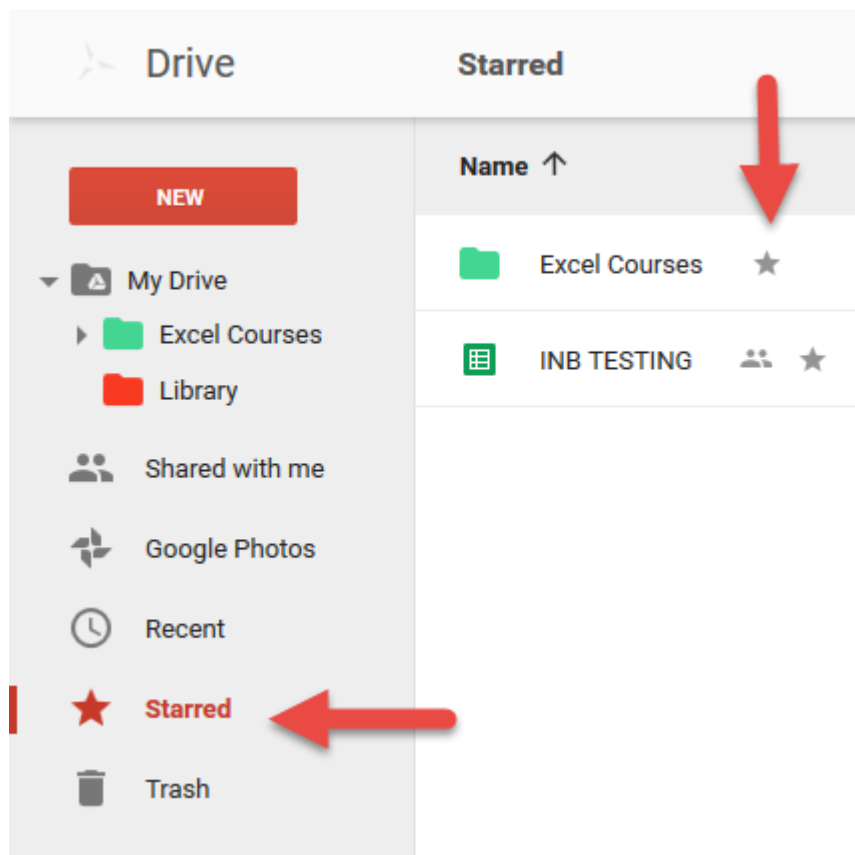 Drive
Starred
NEW
My Drive
Excel Courses
Library
Shared with me
Google Photos
Recent
Starred
Trash
Name
Excel Courses
INB TESTING